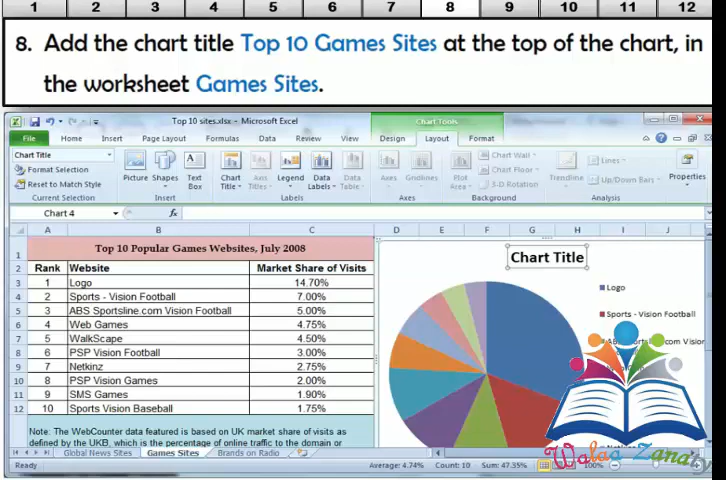 1 2 3 4 5 6 7 8 9 10 11 12
8. Add the chart title Top 10 Games Sites at the top of the chart, in
the worksheet Games Sites.
Top 10 sites.xlsx - Microsoft Excel
Chart Tools
File Home Insert Page Layout Formulas Data Review View Design Layout Format
Chart Title
Format Selection
Reset to Match Style
Current Selection
Picture Shapes Text Box
Insert
Chart Title Axis Titles Legend Data Labels Data Table
Labels
Axes Gridlines
Axes
Plot Area
Chart Wall
Chart Floor
3-D Rotation
Background
Trendline
Lines
Up/Down Bars
Analysis
Properties
Chart 4
fx
A B C D E F G H I J K L
1 Top 10 Popular Games Websites, July 2008
2 Rank Website Market Share of Visits
3 1 Logo 14.70%
4 2 Sports - Vision Football 7.00%
5 3 ABS Sportsline.com Vision Football 5.00%
6 4 Web Games 4.75%
7 5 WalkScape 4.50%
8 6 PSP Vision Football 3.00%
9 7 Netkinz 2.75%
10 8 PSP Vision Games 2.00%
11 9 SMS Games 1.90%
12 10 Sports Vision Baseball 1.75%
Note: The WebCounter data featured is based on UK market share of visits as
defined by the UKB, which is the percentage of online traffic to the domain or
Chart Title
Logo
Sports - Vision Football
Walaa Zanaty
Global News Sites Games Sites Brands on Radio
Ready
Average: 4.74% Count: 10 Sum: 47.35% 100%